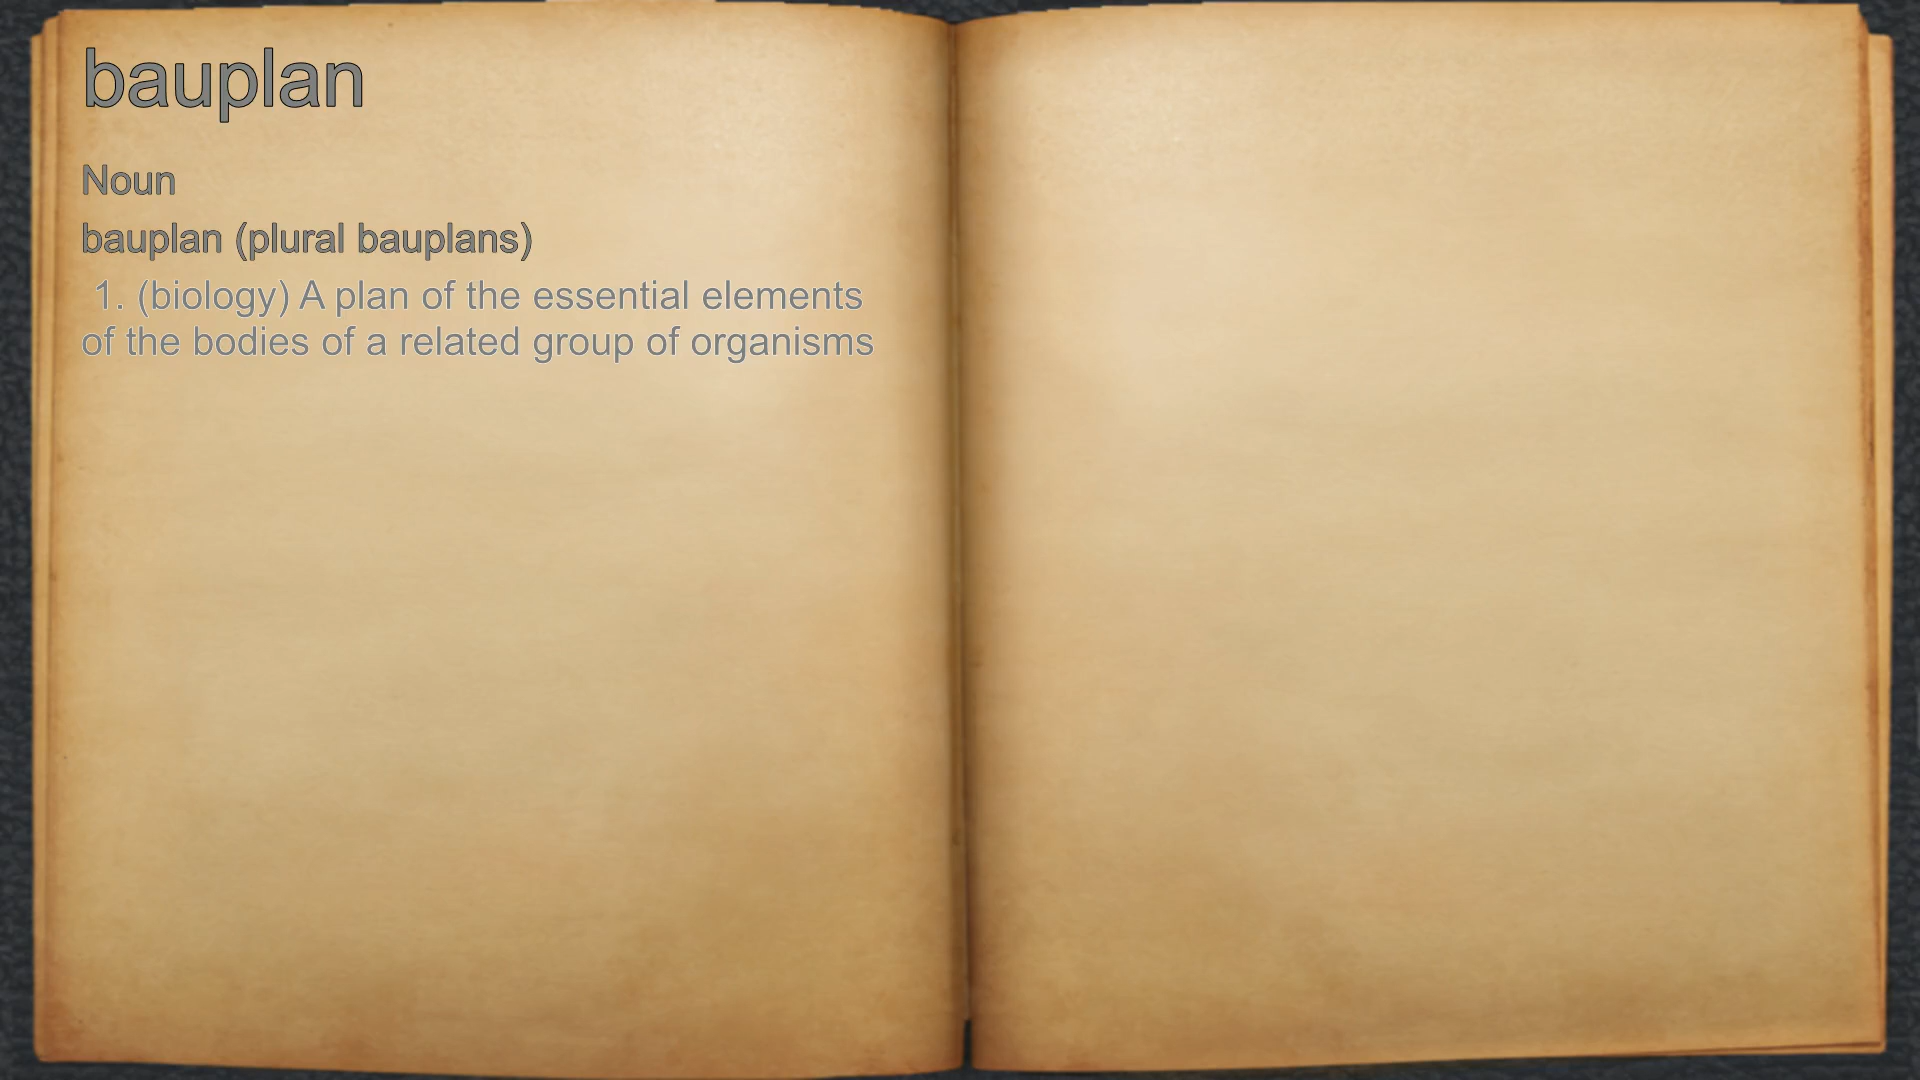 bauplan
Noun
bauplan (plural bauplans)
1. (biology) A plan of the essential elements
of the bodies of a related group of organisms